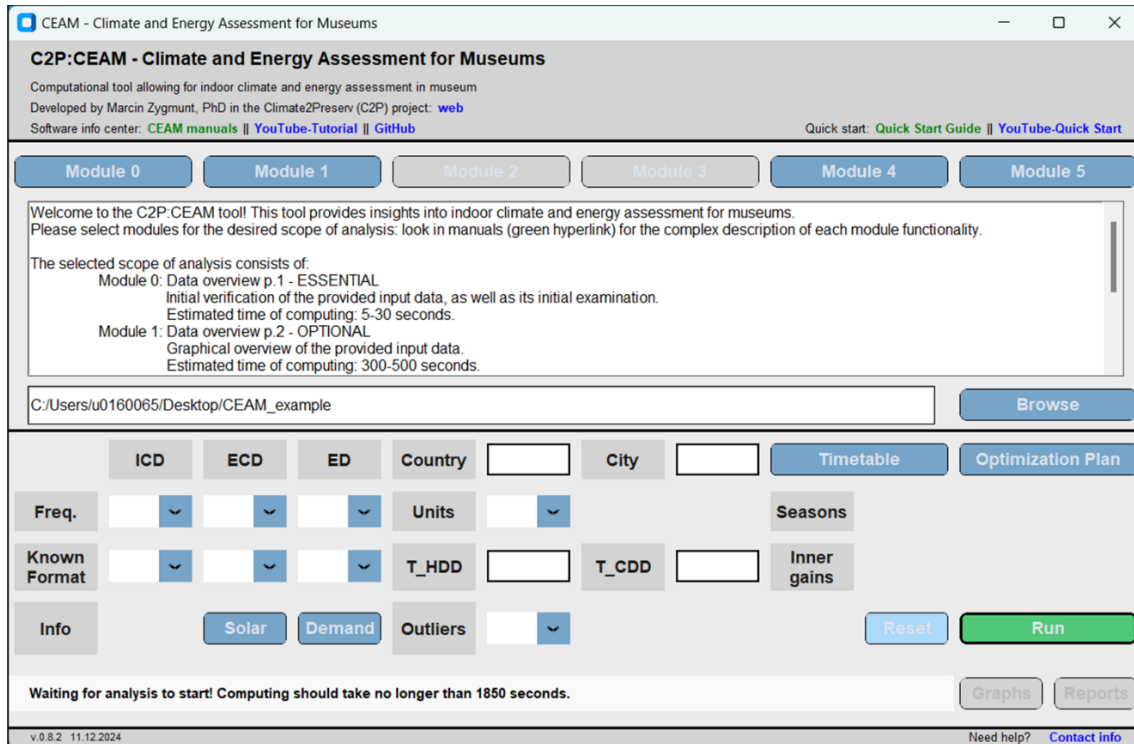 CEAM - Climate and Energy Assessment for Museums
C2P:CEAM - Climate and Energy Assessment for Museums
Computational tool allowing for indoor climate and energy assessment in museum
Developed by Marcin Zygmunt, PhD in the Climate2Preserv (C2P) project: web
Software info center: CEAM manuals || YouTube-Tutorial || GitHub
Quick start: Quick Start Guide || YouTube-Quick Start
Module 0 Module 1 Module 2 Module 3 Module 4 Module 5
Welcome to the C2P:CEAM tool! This tool provides insights into indoor climate and energy assessment for museums.
Please select modules for the desired scope of analysis: look in manuals (green hyperlink) for the complex description of each module functionality.
The selected scope of analysis consists of:
Module 0: Data overview p.1 - ESSENTIAL
Initial verification of the provided input data, as well as its initial examination.
Estimated time of computing: 5-30 seconds.
Module 1: Data overview p.2 - OPTIONAL
Graphical overview of the provided input data.
Estimated time of computing: 300-500 seconds.
C:/Users/u0160065/Desktop/CEAM_example
Browse
ICD ECD ED Country City Timetable Optimization Plan
Freq. Units Seasons
Known Format T_HDD T_CDD Inner gains
Info Solar Demand Outliers Reset Run
Waiting for analysis to start! Computing should take no longer than 1850 seconds.
Graphs Reports
v.0.8.2 11.12.2024
Need help? Contact info